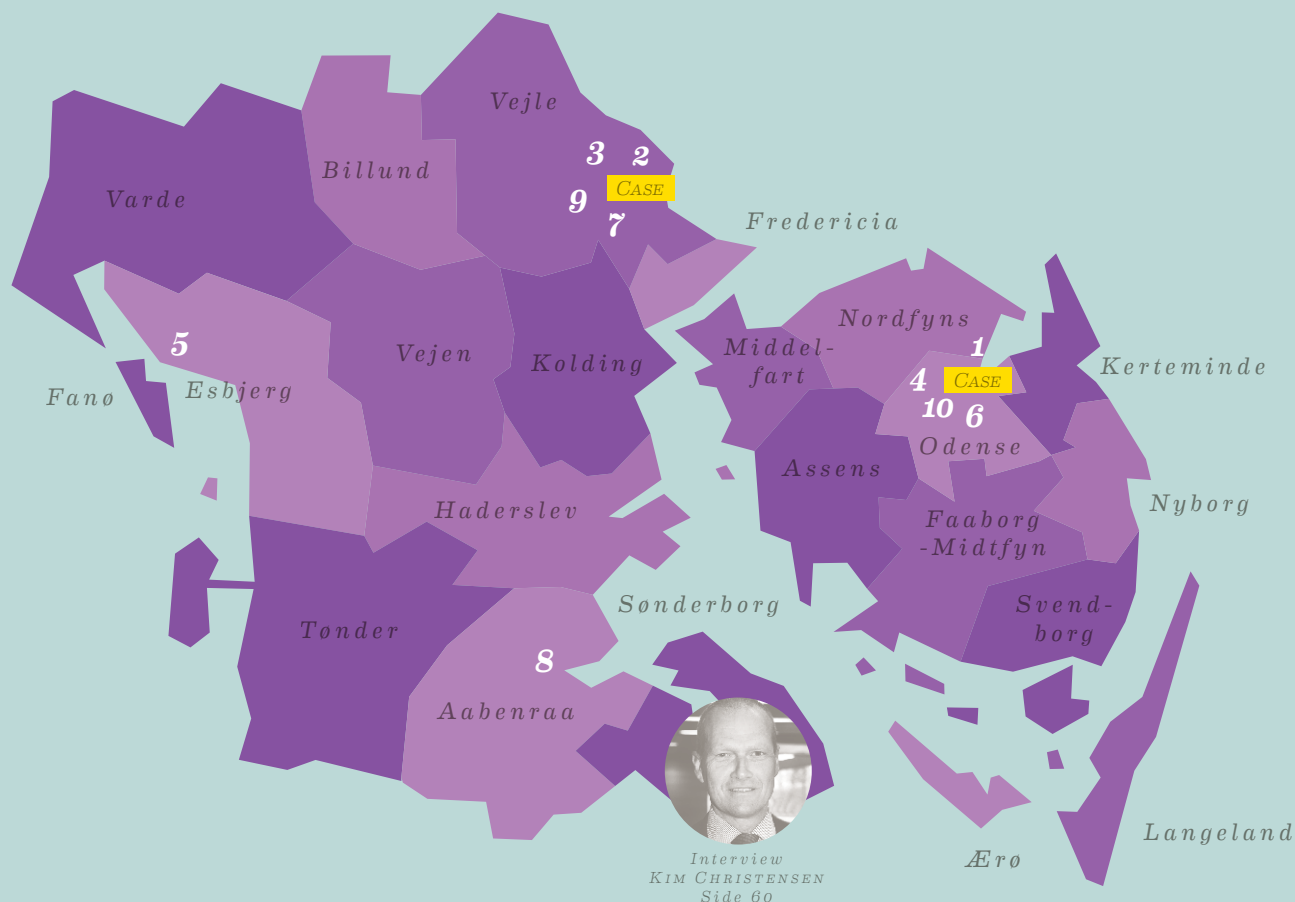 Vejle
3
2
Billund
CASE
Varde
9
7
Fredericia
Nordfyns
5
1
Middel-
fart
Vejen
Kolding
Kerteminde
4
CASE
Fanø
Esbjerg
10
6
Odense
Assens
Nyborg
Haderslev
Faaborg
-Midtfyn
Sønderborg
Svend-
borg
Tønder
8
Aabenraa
Langeland
Ærø
Interview
KIM CHRISTENSEN
Side 60